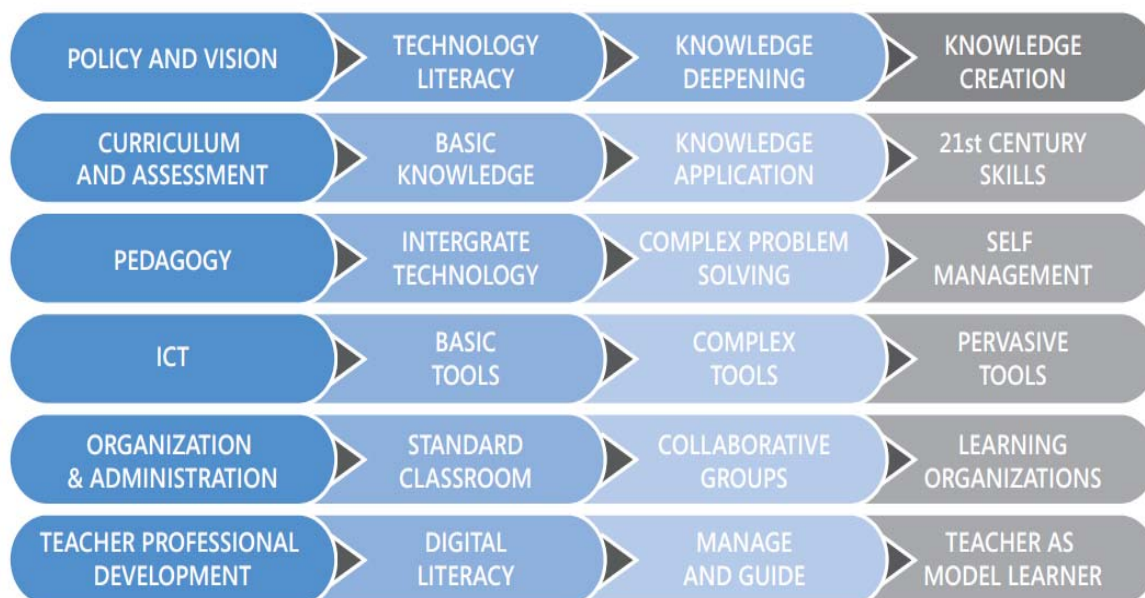 POLICY AND VISION
TECHNOLOGY
LITERACY
KNOWLEDGE
DEEPENING
KNOWLEDGE
CREATION
CURRICULUM
AND ASSESSMENT
BASIC
KNOWLEDGE
KNOWLEDGE
APPLICATION
21st CENTURY
SKILLS
PEDAGOGY
INTERGRATE
TECHNOLOGY
COMPLEX PROBLEM
SOLVING
SELF
MANAGEMENT
ICT
BASIC
TOOLS
COMPLEX
TOOLS
PERVASIVE
TOOLS
ORGANIZATION
& ADMINISTRATION
STANDARD
CLASSROOM
COLLABORATIVE
GROUPS
LEARNING
ORGANIZATIONS
TEACHER PROFESSIONAL
DEVELOPMENT
DIGITAL
LITERACY
MANAGE
AND GUIDE
TEACHER AS
MODEL LEARNER